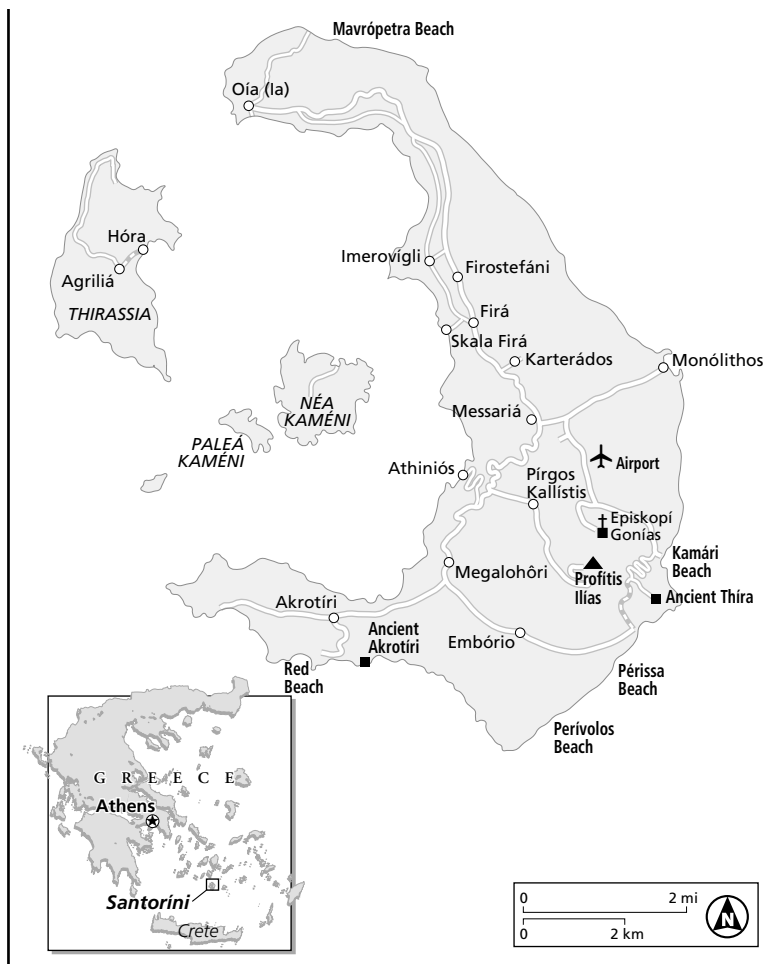 Mavrópetra Beach
Oía (Ia)
Hóra
Agriliá
THIRASSIA
Imerovígli
Firostefáni
Firá
Skala Firá
Karterádos
Monólithos
NÉA
KAMÉNI
Messariá
PALEÁ
KAMÉNI
Athiniós
Pírgos
Kallístis
Airport
Episkopí
Gonías
Kamári
Beach
Megalohôri
Profítis
Ilías
Ancient Thíra
Akrotíri
Ancient
Akrotíri
Embório
Red
Beach
Périssa
Beach
Perívolos
Beach
G R E E C E
Athens
Santoríni
Crete
0 2 mi
0 2 km
N